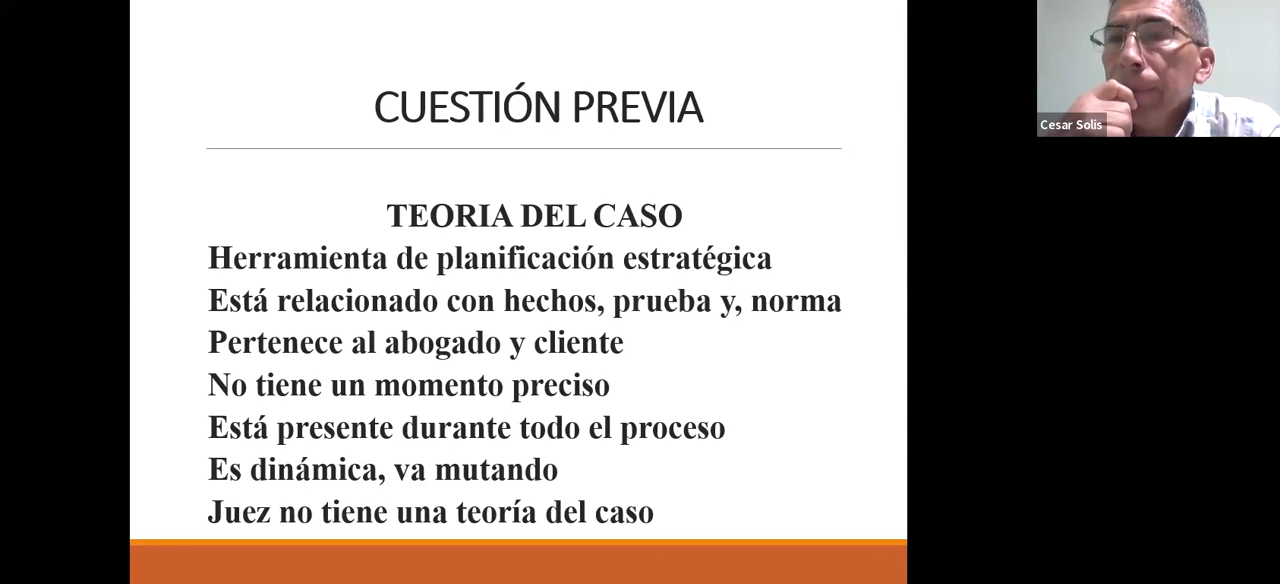 CUESTIÓN PREVIA
TEORIA DEL CASO
Herramienta de planificación estratégica
Está relacionado con hechos, prueba y, norma
Pertenece al abogado y cliente
No tiene un momento preciso
Está presente durante todo el proceso
Es dinámica, va mutando
Juez no tiene una teoría del caso
Cesar Solis